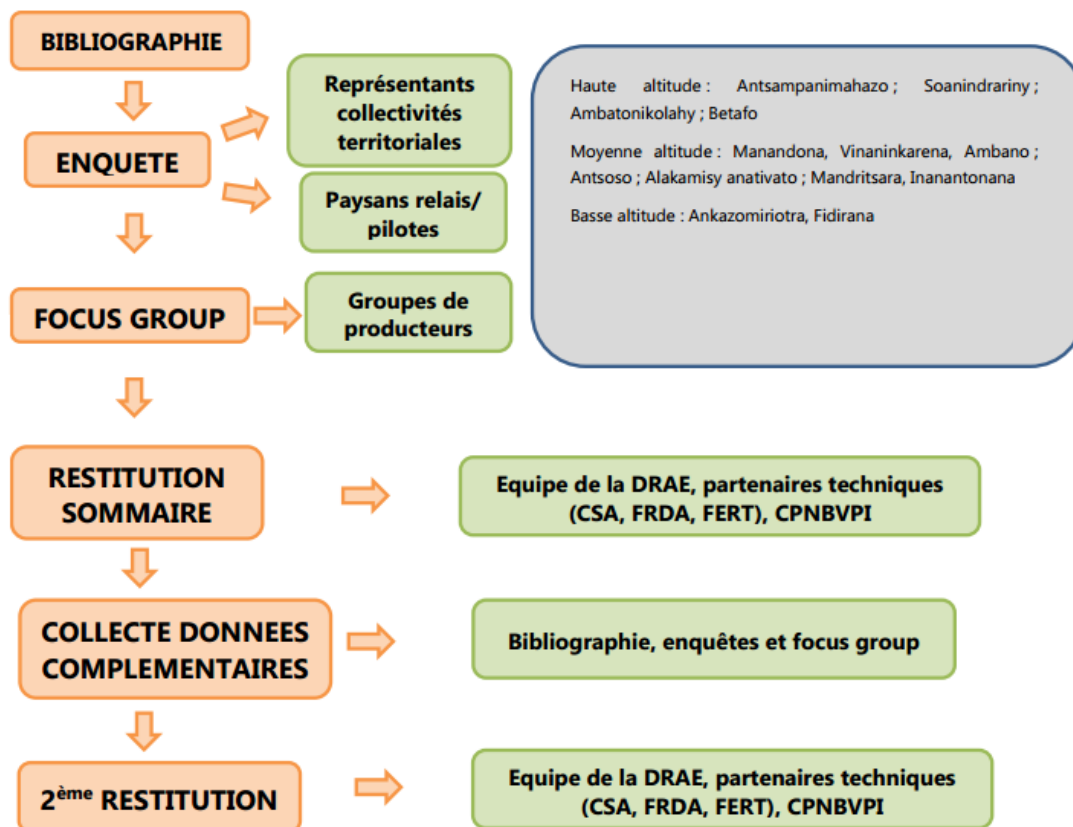 BIBLIOGRAPHIE
ENQUETE
Représentants
collectivités
territoriales
Paysans relais/
pilotes
Haute altitude : Antsampanimahazo ; Soanindrariny ;
Ambatonikolahy ; Betafo
Moyenne altitude : Manandona, Vinaninkarena, Ambano ;
Antsoso ; Alakamisy anativato ; Mandritsara, Inanantonana
Basse altitude : Ankazomiriotra, Fidirana
FOCUS GROUP
Groupes de
producteurs
RESTITUTION
SOMMAIRE
Equipe de la DRAE, partenaires techniques
(CSA, FRDA, FERT), CPNBVPI
COLLECTE DONNEES
COMPLEMENTAIRES
Bibliographie, enquêtes et focus group
2ème RESTITUTION
Equipe de la DRAE, partenaires techniques
(CSA, FRDA, FERT), CPNBVPI